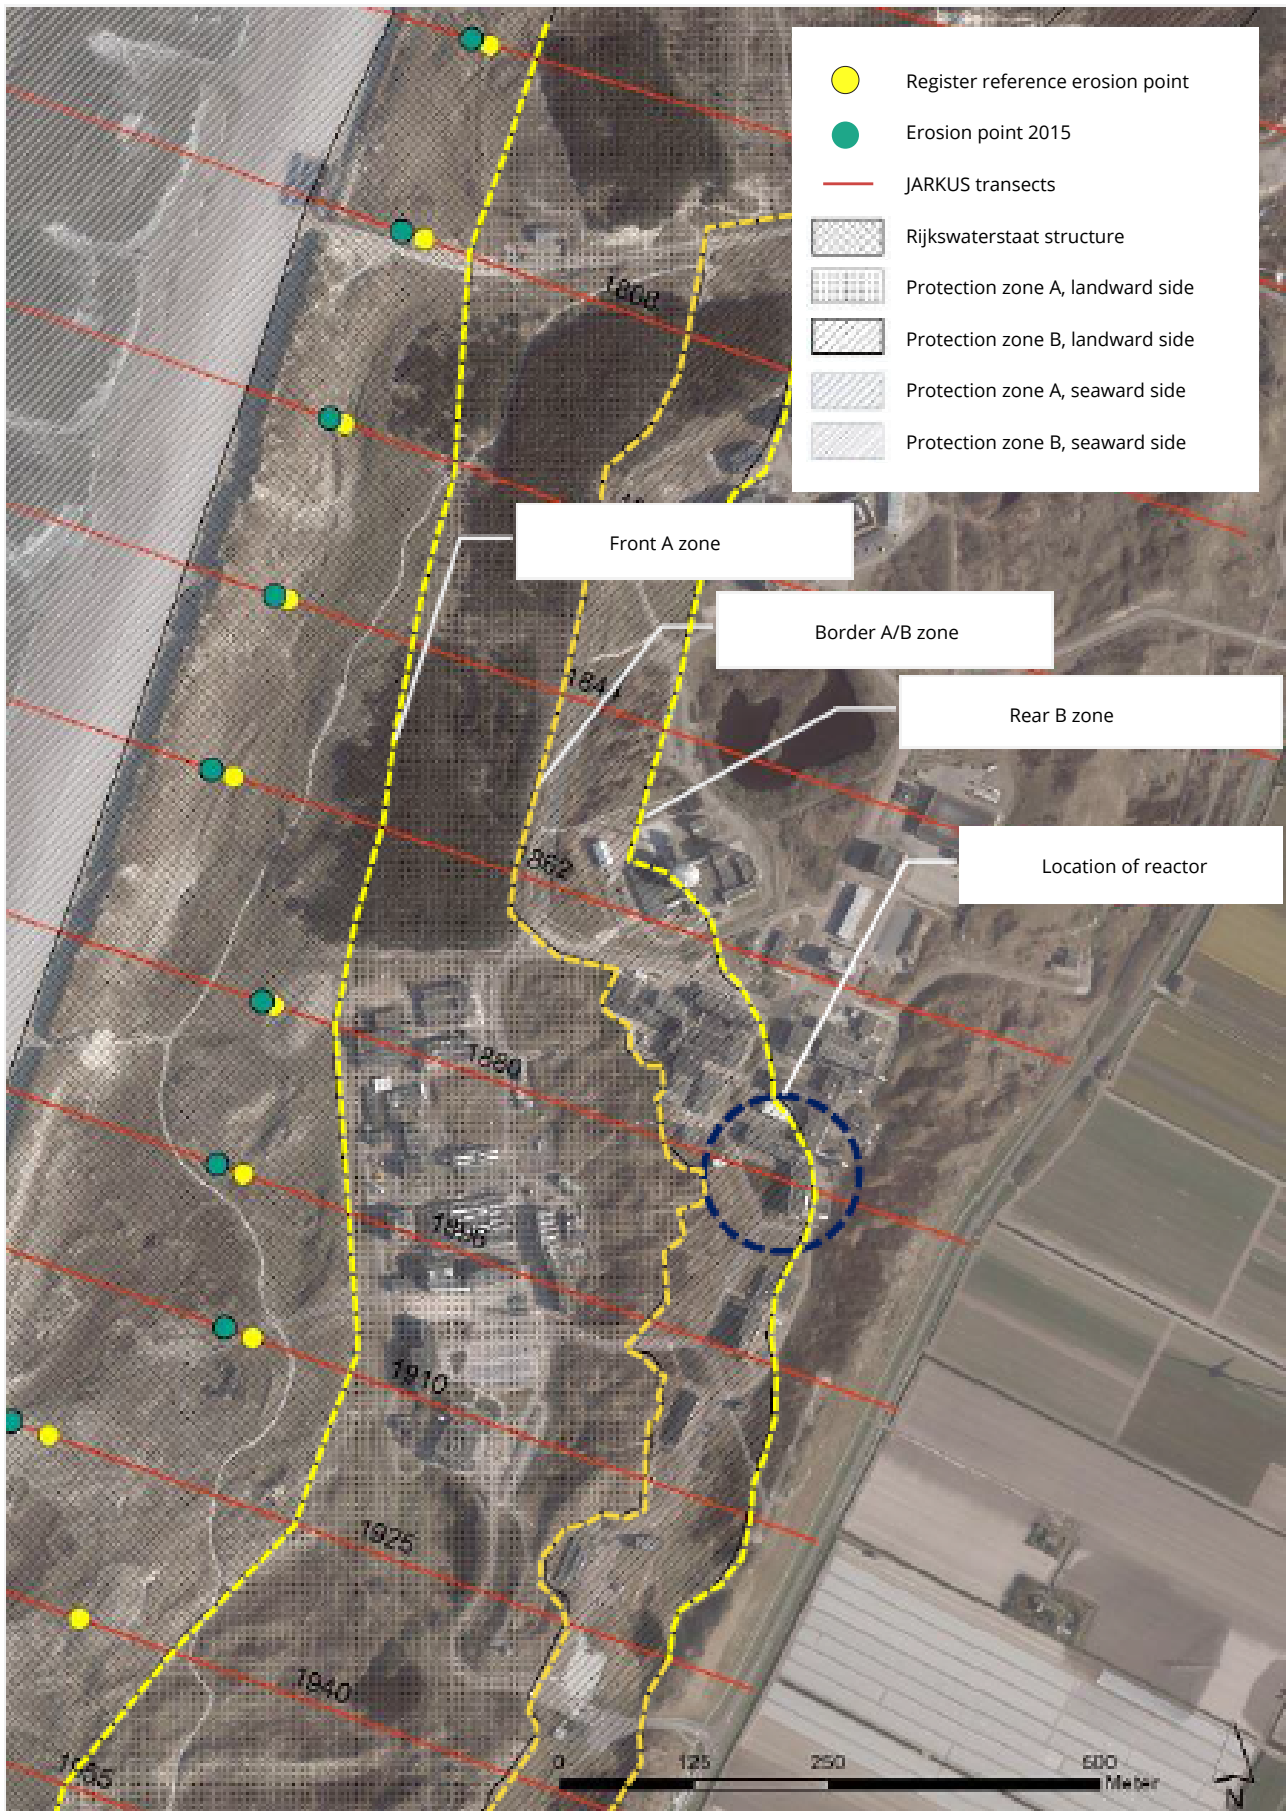 Register reference erosion point
Erosion point 2015
JARKUS transects
Rijkswaterstaat structure
Protection zone A, landward side
Protection zone B, landward side
Protection zone A, seaward side
Protection zone B, seaward side
Front A zone
Border A/B zone
Rear B zone
Location of reactor
1880
1895
1910
1925
1940
0 125 250 500
Meter
N